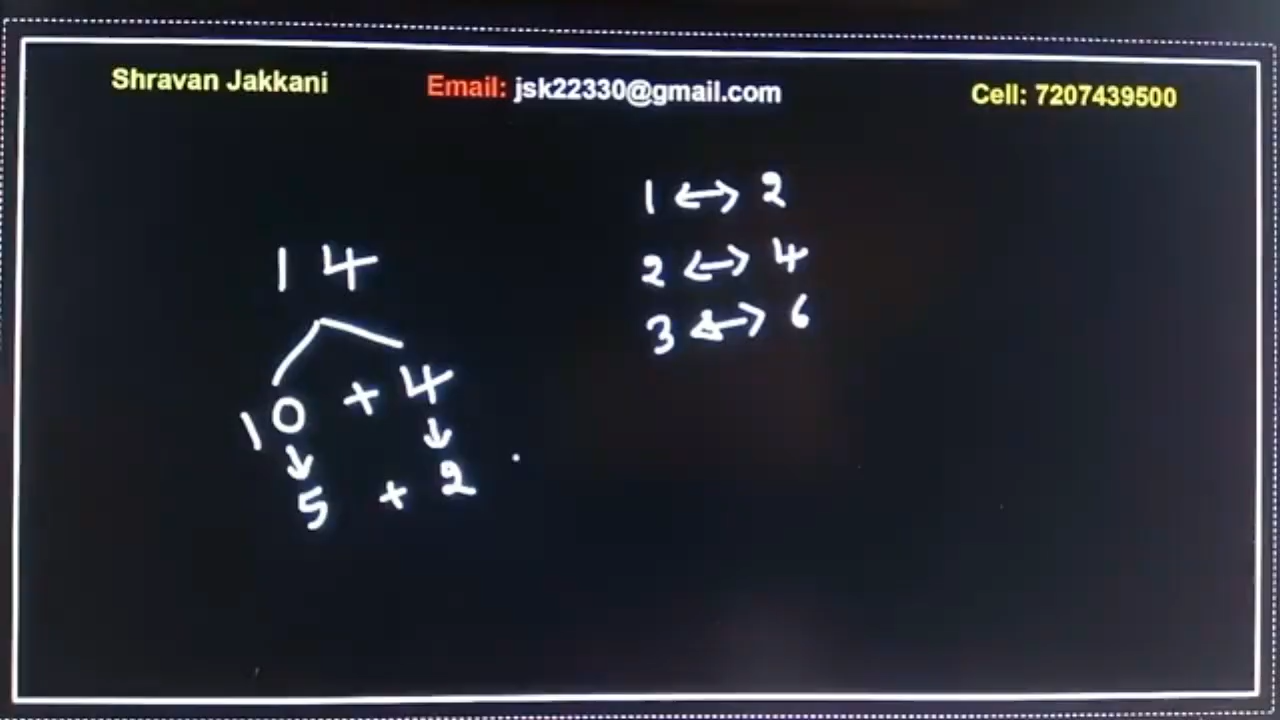 Shravan Jakkani Email: jsk22330@gmail.com Cell: 7207439500
1 ↔ 2
2 ↔ 4
3 ↔ 6
14
10 + 4
↓ ↓
5 + 2